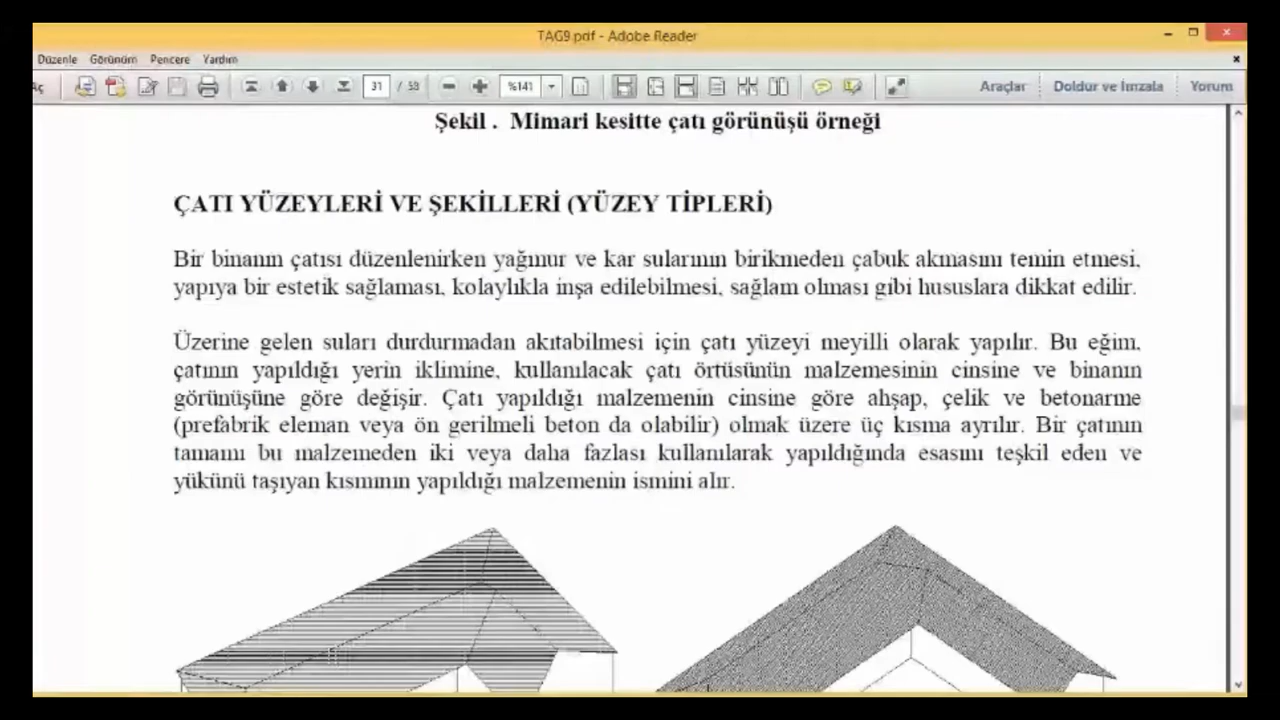 TAG9.pdf - Adobe Reader
Düzenle Görünüm Pencere Yardım
Aç 31 / 58 %141 Araçlar Doldur ve İmzala Yorum
Şekil . Mimari kesitte çatı görünüşü örneği
ÇATI YÜZEYLERİ VE ŞEKİLLERİ (YÜZEY TİPLERİ)
Bir binanın çatısı düzenlenirken yağmur ve kar sularının birikmeden çabuk akmasını temin etmesi,
yapıya bir estetik sağlaması, kolaylıkla inşa edilebilmesi, sağlam olması gibi hususlara dikkat edilir.
Üzerine gelen suları durdurmadan akıtabilmesi için çatı yüzeyi meyilli olarak yapılır. Bu eğim,
çatının yapıldığı yerin iklimine, kullanılacak çatı örtüsünün malzemesinin cinsine ve binanın
görünüşüne göre değişir. Çatı yapıldığı malzemenin cinsine göre ahşap, çelik ve betonarme
(prefabrik eleman veya ön gerilmeli beton da olabilir) olmak üzere üç kısma ayrılır. Bir çatının
tamamı bu malzemeden iki veya daha fazlası kullanılarak yapıldığında esasını teşkil eden ve
yükünü taşıyan kısmının yapıldığı malzemenin ismini alır.